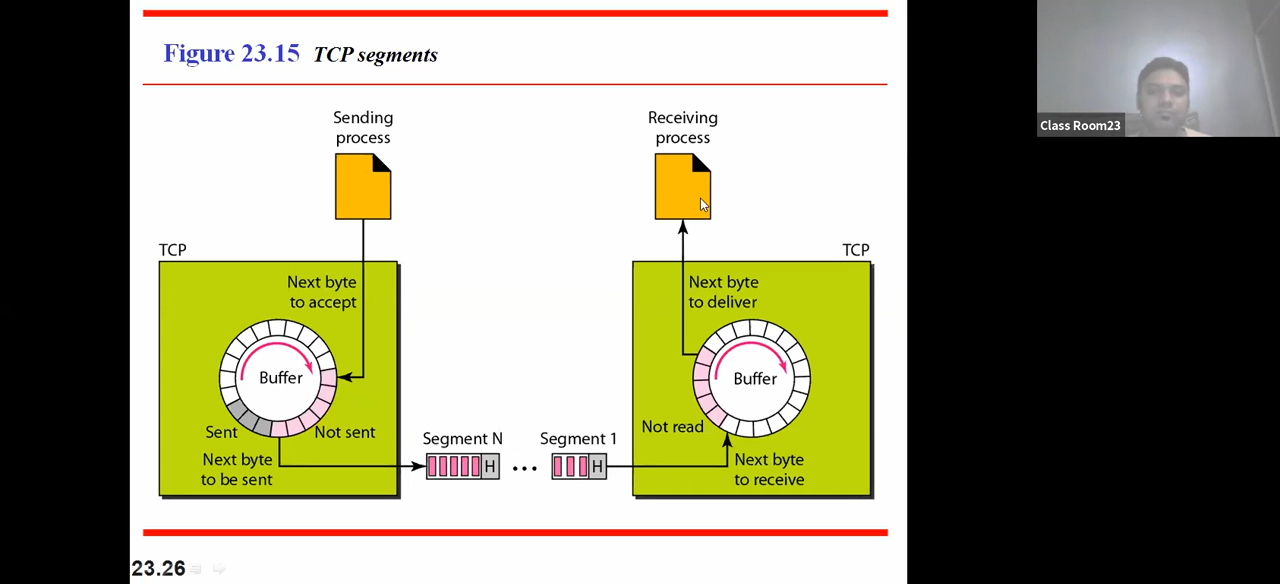 Figure 23.15 TCP segments
Class Room23
Sending
process
Receiving
process
TCP
TCP
Next byte
to accept
Next byte
to deliver
Buffer
Buffer
Sent
Not sent
Not read
Next byte
to be sent
Segment N
Segment 1
H
...
H
Next byte
to receive
23.26